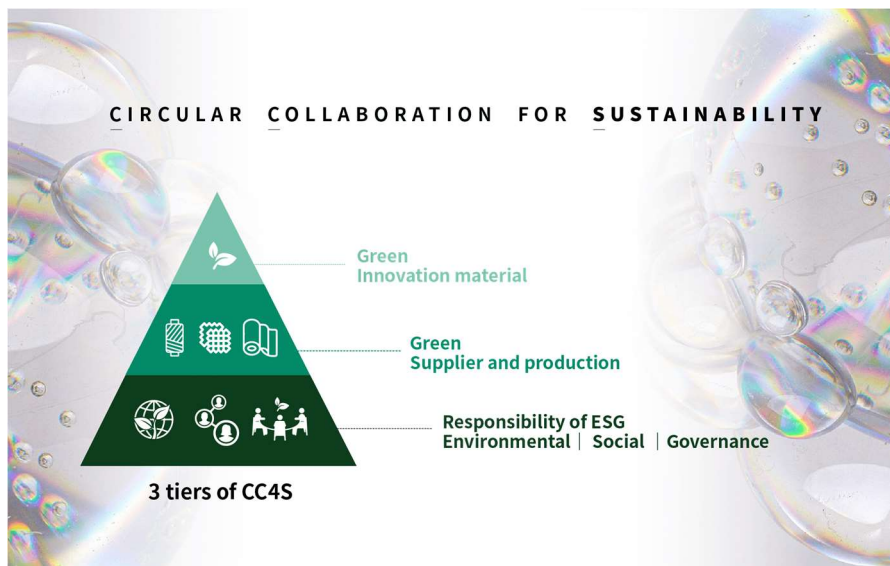 CIRCULAR COLLABORATION FOR SUSTAINABILITY
Green
Innovation material
Green
Supplier and production
Responsibility of ESG
Environmental | Social | Governance
3 tiers of CC4S